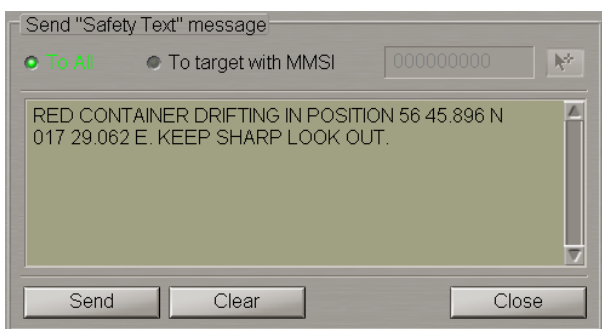 Send "Safety Text" message
To All To target with MMSI 000000000
RED CONTAINER DRIFTING IN POSITION 56 45.896 N
017 29.062 E. KEEP SHARP LOOK OUT.
Send Clear Close